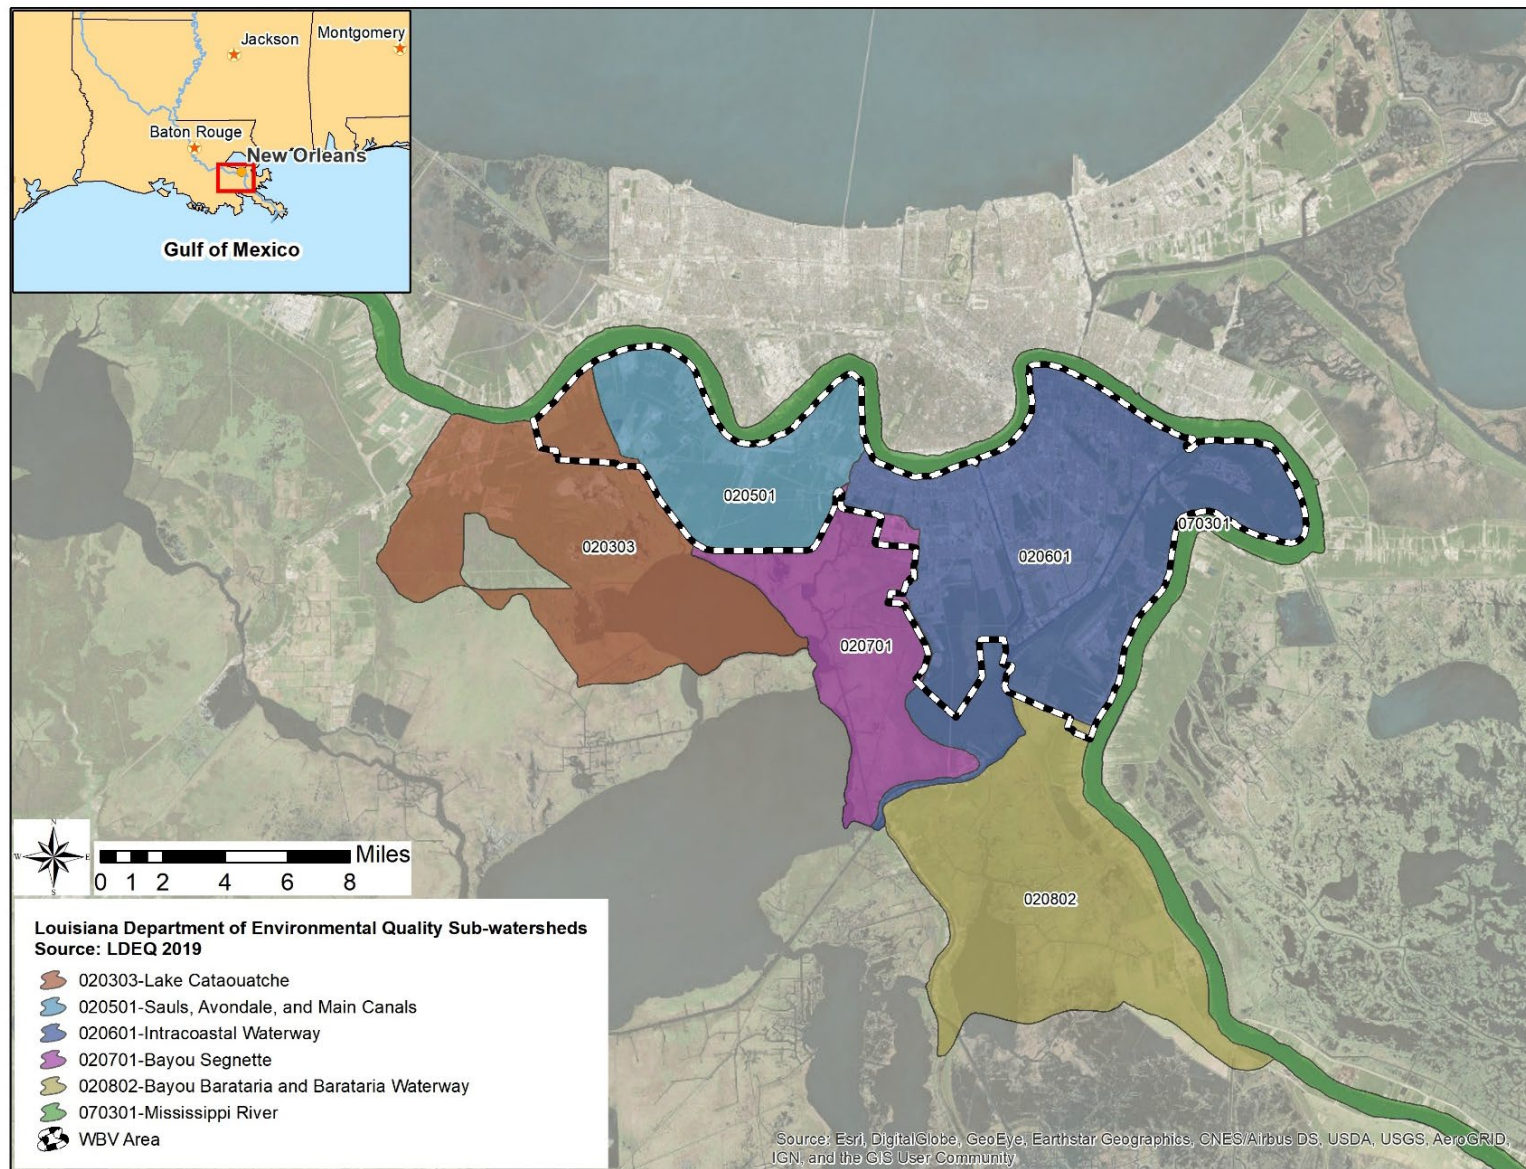 Jackson
Montgomery
Baton Rouge
New Orleans
Gulf of Mexico
020501
020303
070301
020601
020701
020802
N
W
E
S
Miles
0 1 2 4 6 8
Louisiana Department of Environmental Quality Sub-watersheds
Source: LDEQ 2019
020303-Lake Cataouatche
020501-Sauls, Avondale, and Main Canals
020601-Intracoastal Waterway
020701-Bayou Segnette
020802-Bayou Barataria and Barataria Waterway
070301-Mississippi River
WBV Area
Source: Esri, DigitalGlobe, GeoEye, Earthstar Geographics, CNES/Airbus DS, USDA, USGS, AeroGRID,
IGN, and the GIS User Community